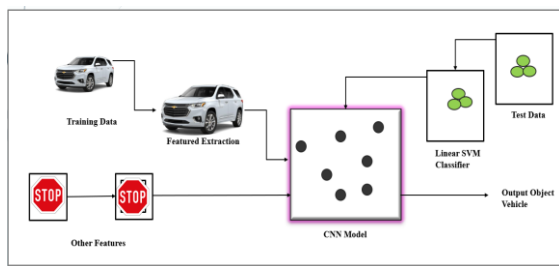 Training Data
Featured Extraction
Test Data
Linear SVM
Classifier
STOP
STOP
Other Features
CNN Model
Output Object
Vehicle